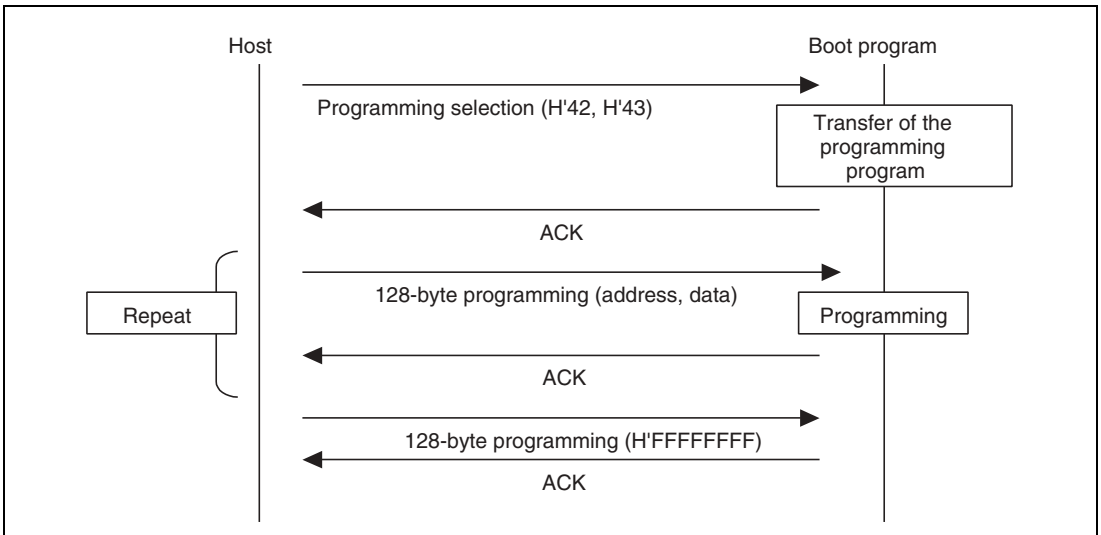 Host
Boot program
Programming selection (H'42, H'43)
Transfer of the
programming
program
ACK
128-byte programming (address, data)
Repeat
Programming
ACK
128-byte programming (H'FFFFFFFF)
ACK